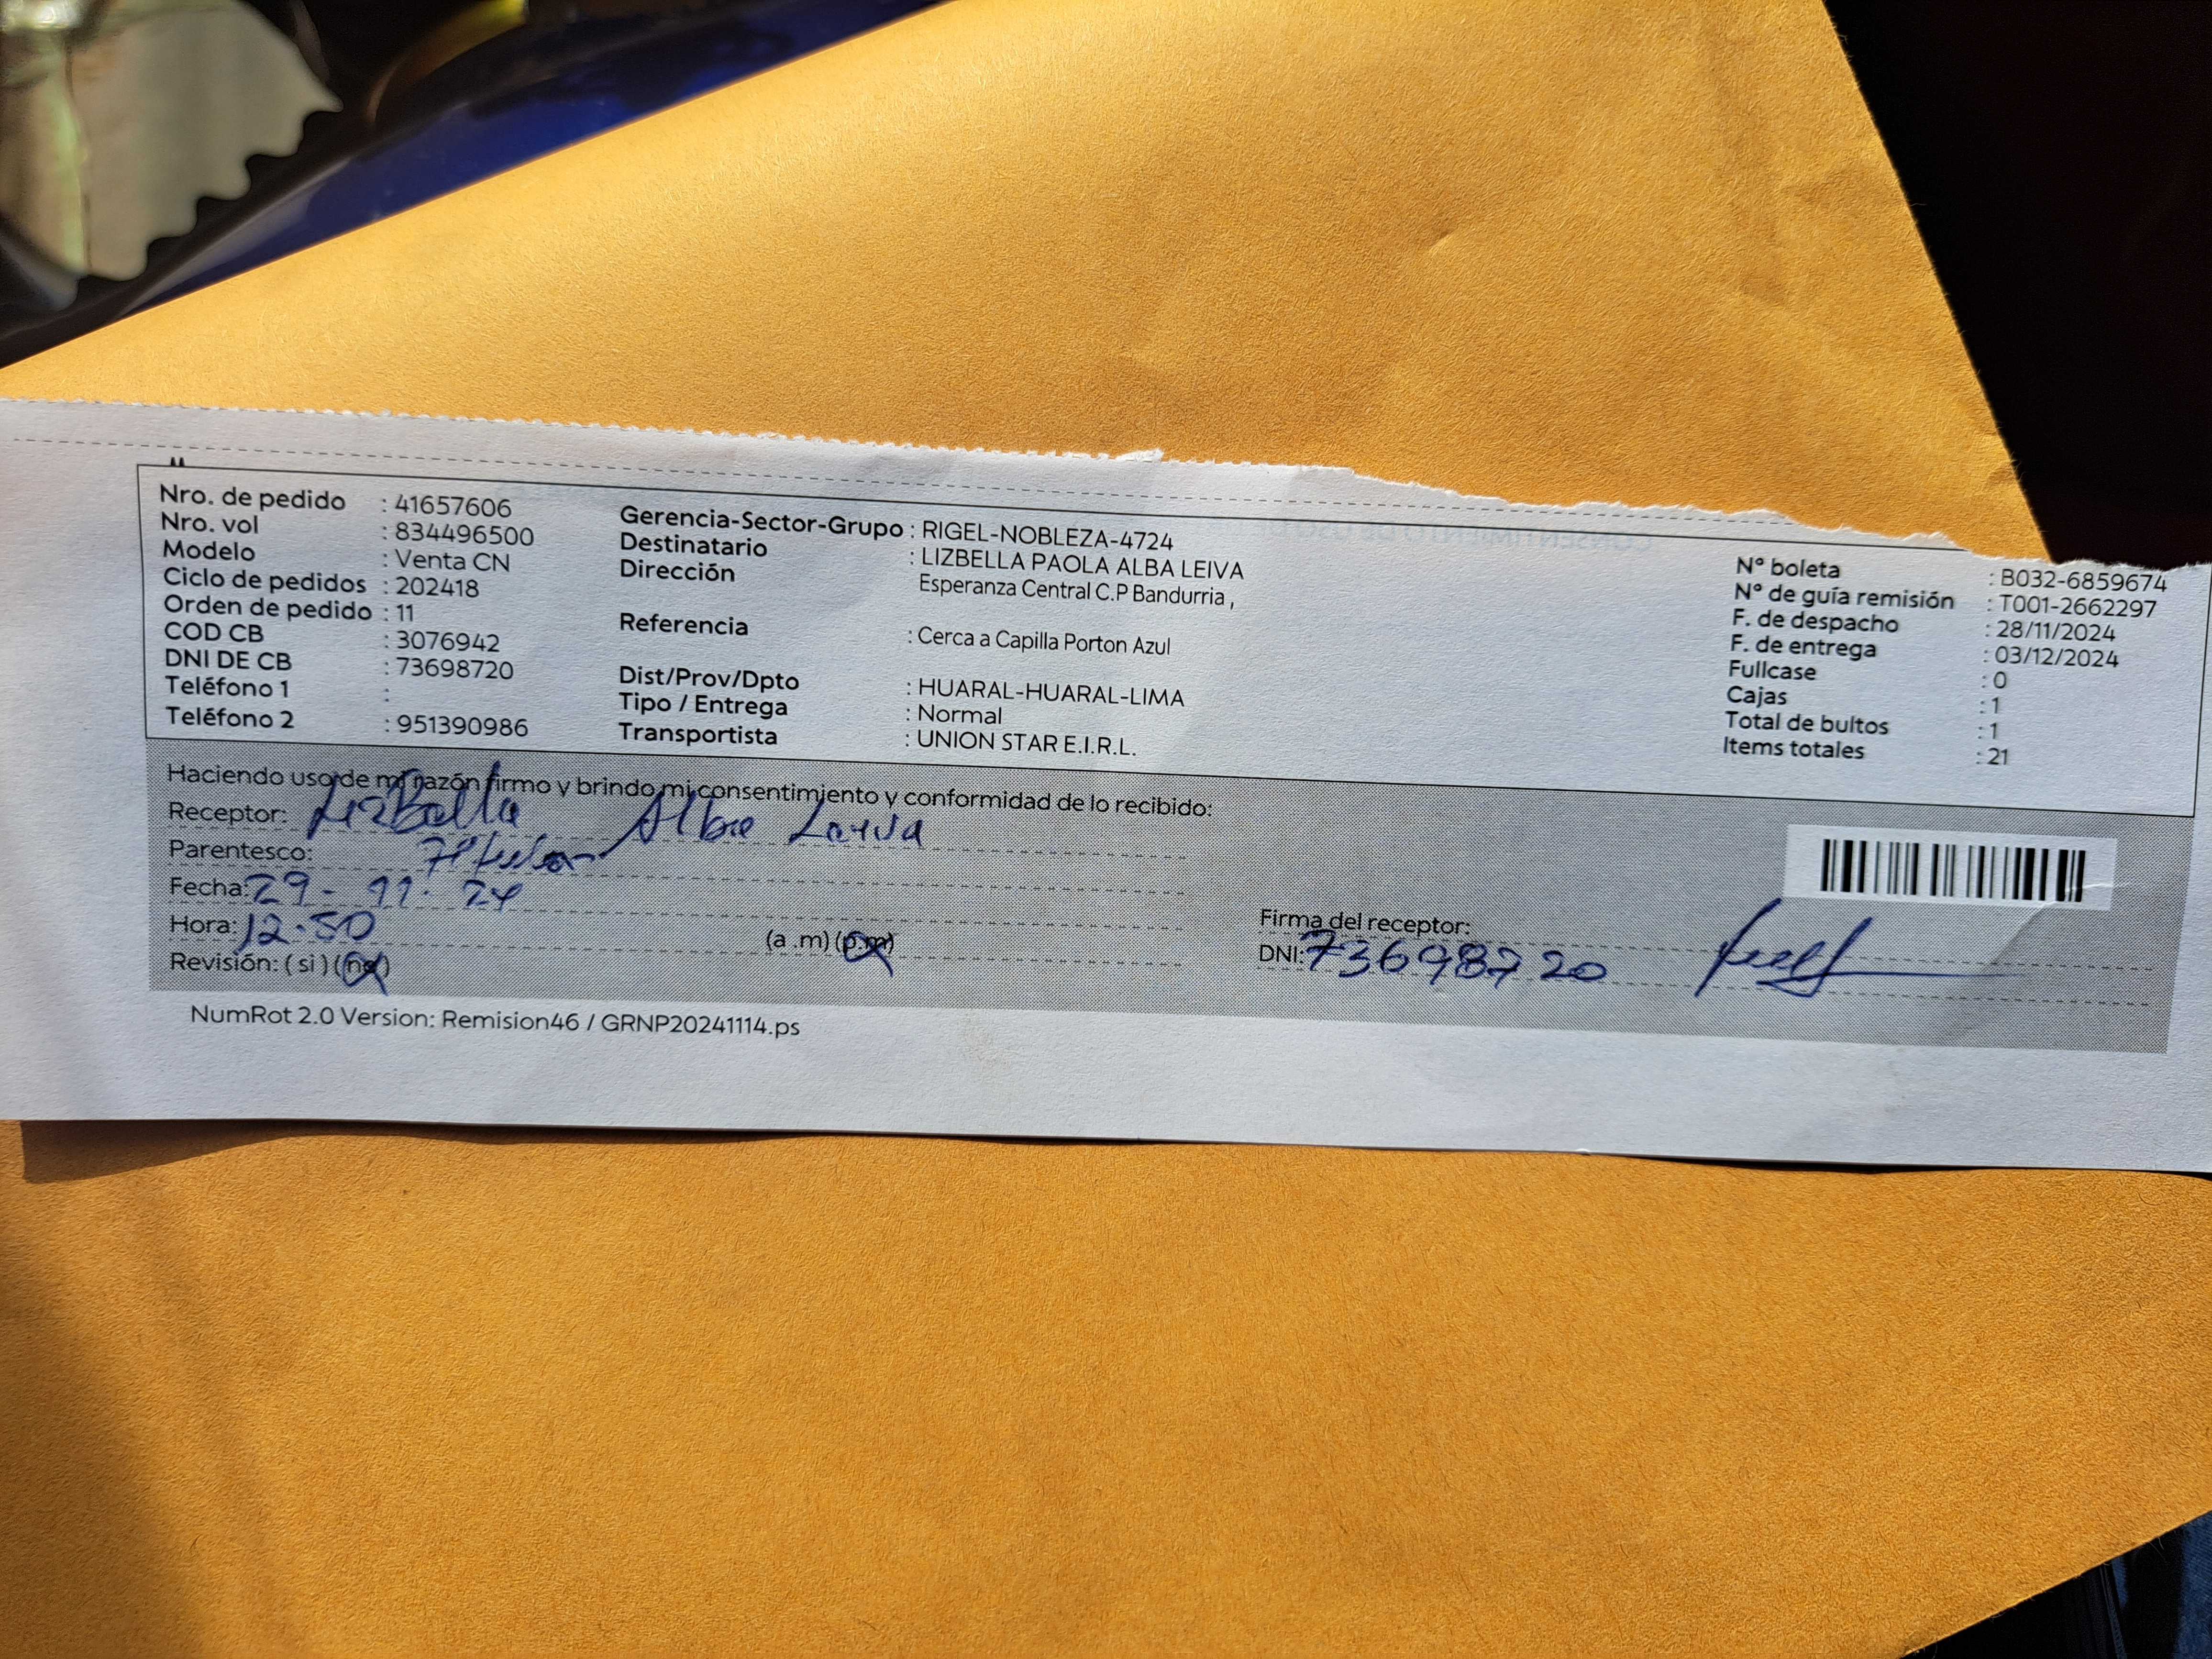 Nro. de pedido : 41657606
Nro. vol : 834496500
Modelo : Venta CN
Ciclo de pedidos : 202418
Orden de pedido : 11
COD CB : 3076942
DNI DE CB : 73698720
Teléfono 1 :
Teléfono 2 : 951390986
Gerencia-Sector-Grupo : RIGEL-NOBLEZA-4724
Destinatario : LIZBELLA PAOLA ALBA LEIVA
Dirección Esperanza Central C.P Bandurria ,
Referencia : Cerca a Capilla Porton Azul
Dist/Prov/Dpto : HUARAL-HUARAL-LIMA
Tipo / Entrega : Normal
Transportista : UNION STAR E.I.R.L.
N° boleta : B032-6859674
N° de guía remisión : T001-2662297
F. de despacho : 28/11/2024
F. de entrega : 03/12/2024
Fullcase : 0
Cajas : 1
Total de bultos : 1
Items totales : 21
Haciendo uso de mi razón firmo y brindo mi consentimiento y conformidad de lo recibido:
Receptor: LizBella Alba Leiva
Parentesco: Titular
Fecha: 29-11-24
Hora: 12.50 (a .m) (p.m)
Revisión: ( si ) (no)
Firma del receptor:
DNI: 73698720
NumRot 2.0 Version: Remision46 / GRNP20241114.ps